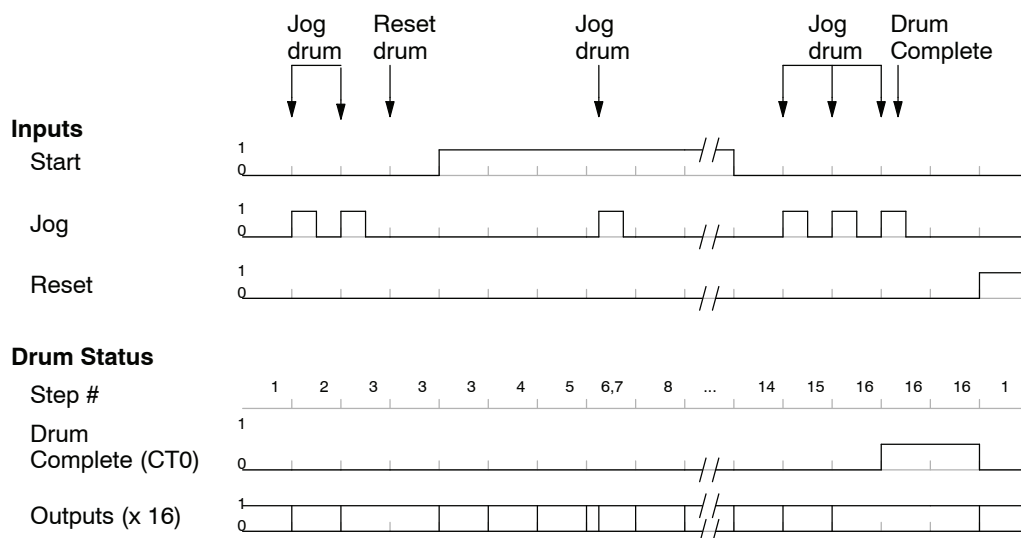 Jog drum
Reset drum
Jog drum
Jog drum
Drum Complete
Inputs
Start
1
0
Jog
1
0
Reset
1
0
Drum Status
Step #
1 2 3 3 3 4 5 6,7 8 ... 14 15 16 16 16 1
Drum
Complete (CT0)
1
0
Outputs (x 16)
1
0